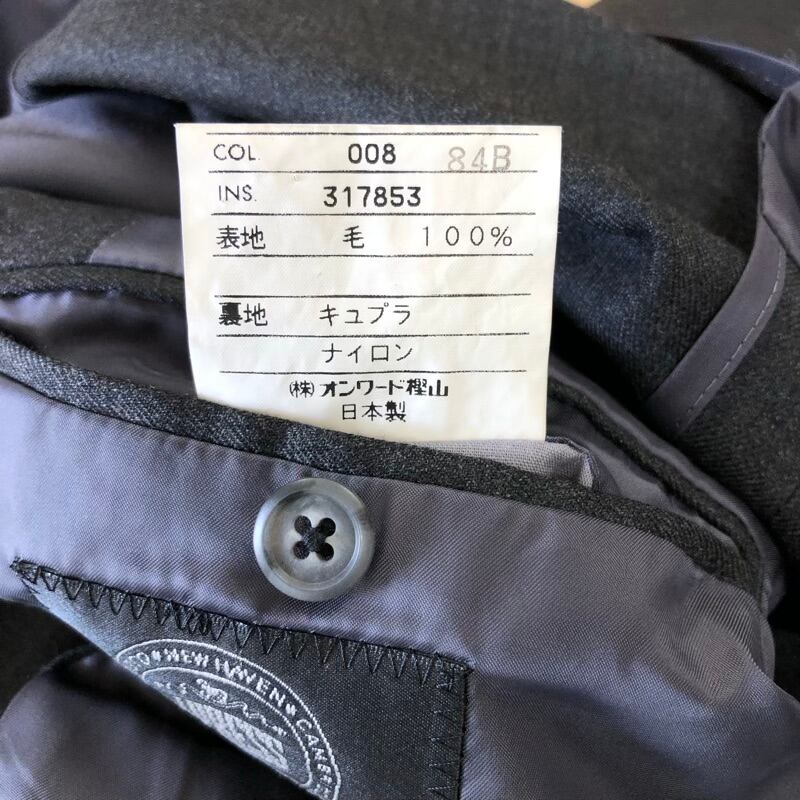 COL. 008 84B
INS. 317853
表地 毛 100%
裏地 キュプラ
ナイロン
㈱オンワード樫山
日本製
NEW HAVEN